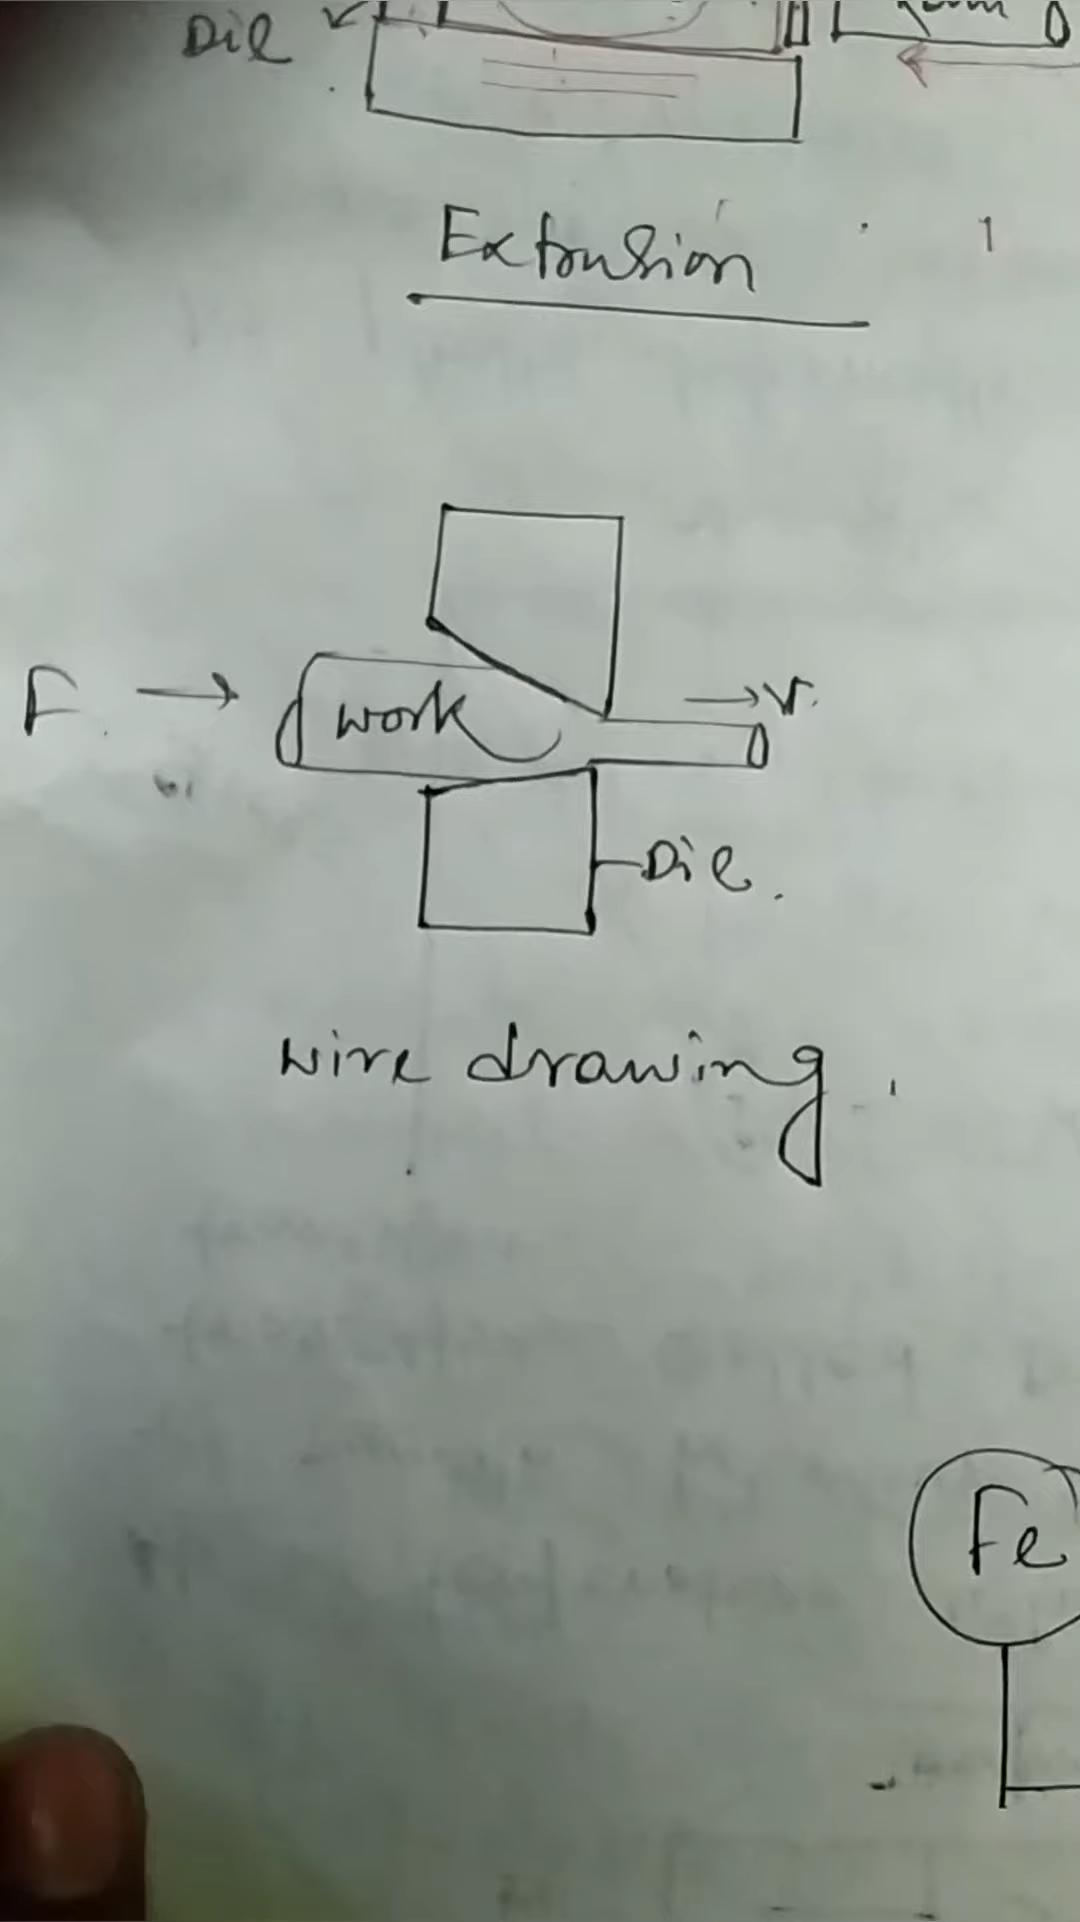 Die
Extrusion
F
work
v
Die.
wire drawing.
Fe